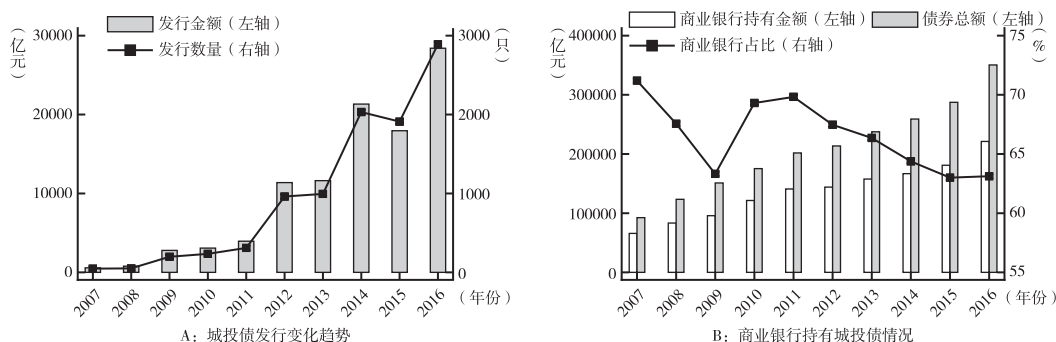 发行金额（左轴）
发行数量（右轴）
（亿元）
（只）
30000
20000
10000
0
3000
2000
1000
0
2007 2008 2009 2010 2011 2012 2013 2014 2015 2016 （年份）
A：城投债发行变化趋势
商业银行持有金额（左轴） 债券总额（左轴）
商业银行占比（右轴）
（亿元）
（%）
400000
300000
200000
100000
0
75
70
65
60
55
2007 2008 2009 2010 2011 2012 2013 2014 2015 2016 （年份）
B：商业银行持有城投债情况